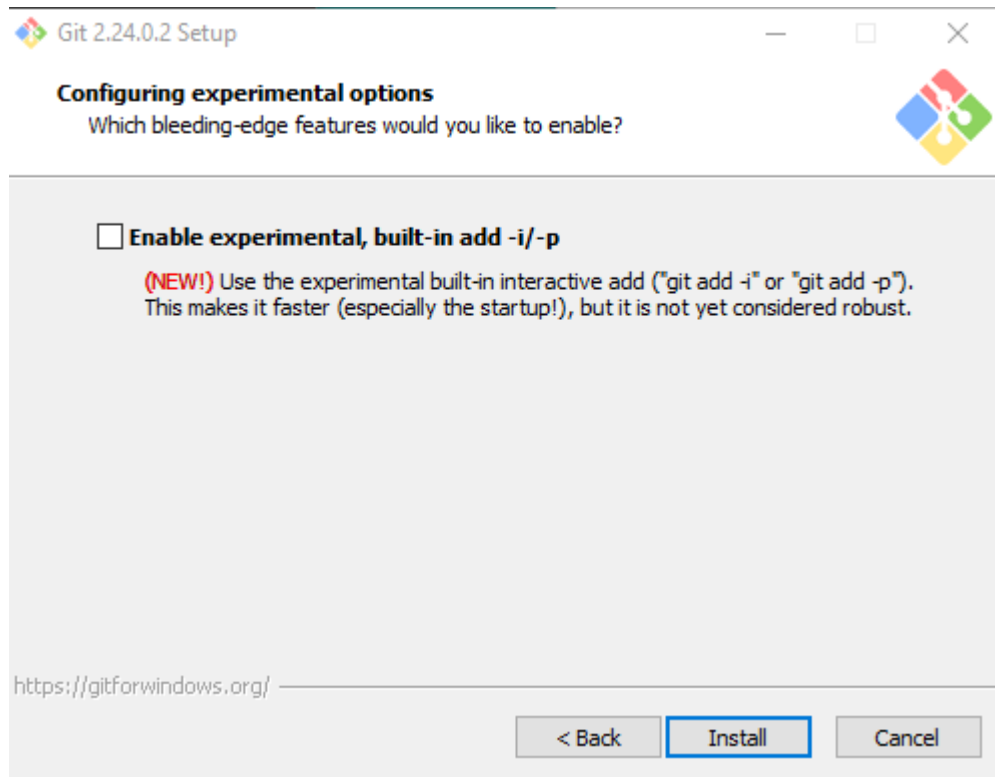 Git 2.24.0.2 Setup
Configuring experimental options
Which bleeding-edge features would you like to enable?
Enable experimental, built-in add -i/-p
(NEW!) Use the experimental built-in interactive add ("git add -i" or "git add -p").
This makes it faster (especially the startup!), but it is not yet considered robust.
https://gitforwindows.org/
< Back Install Cancel